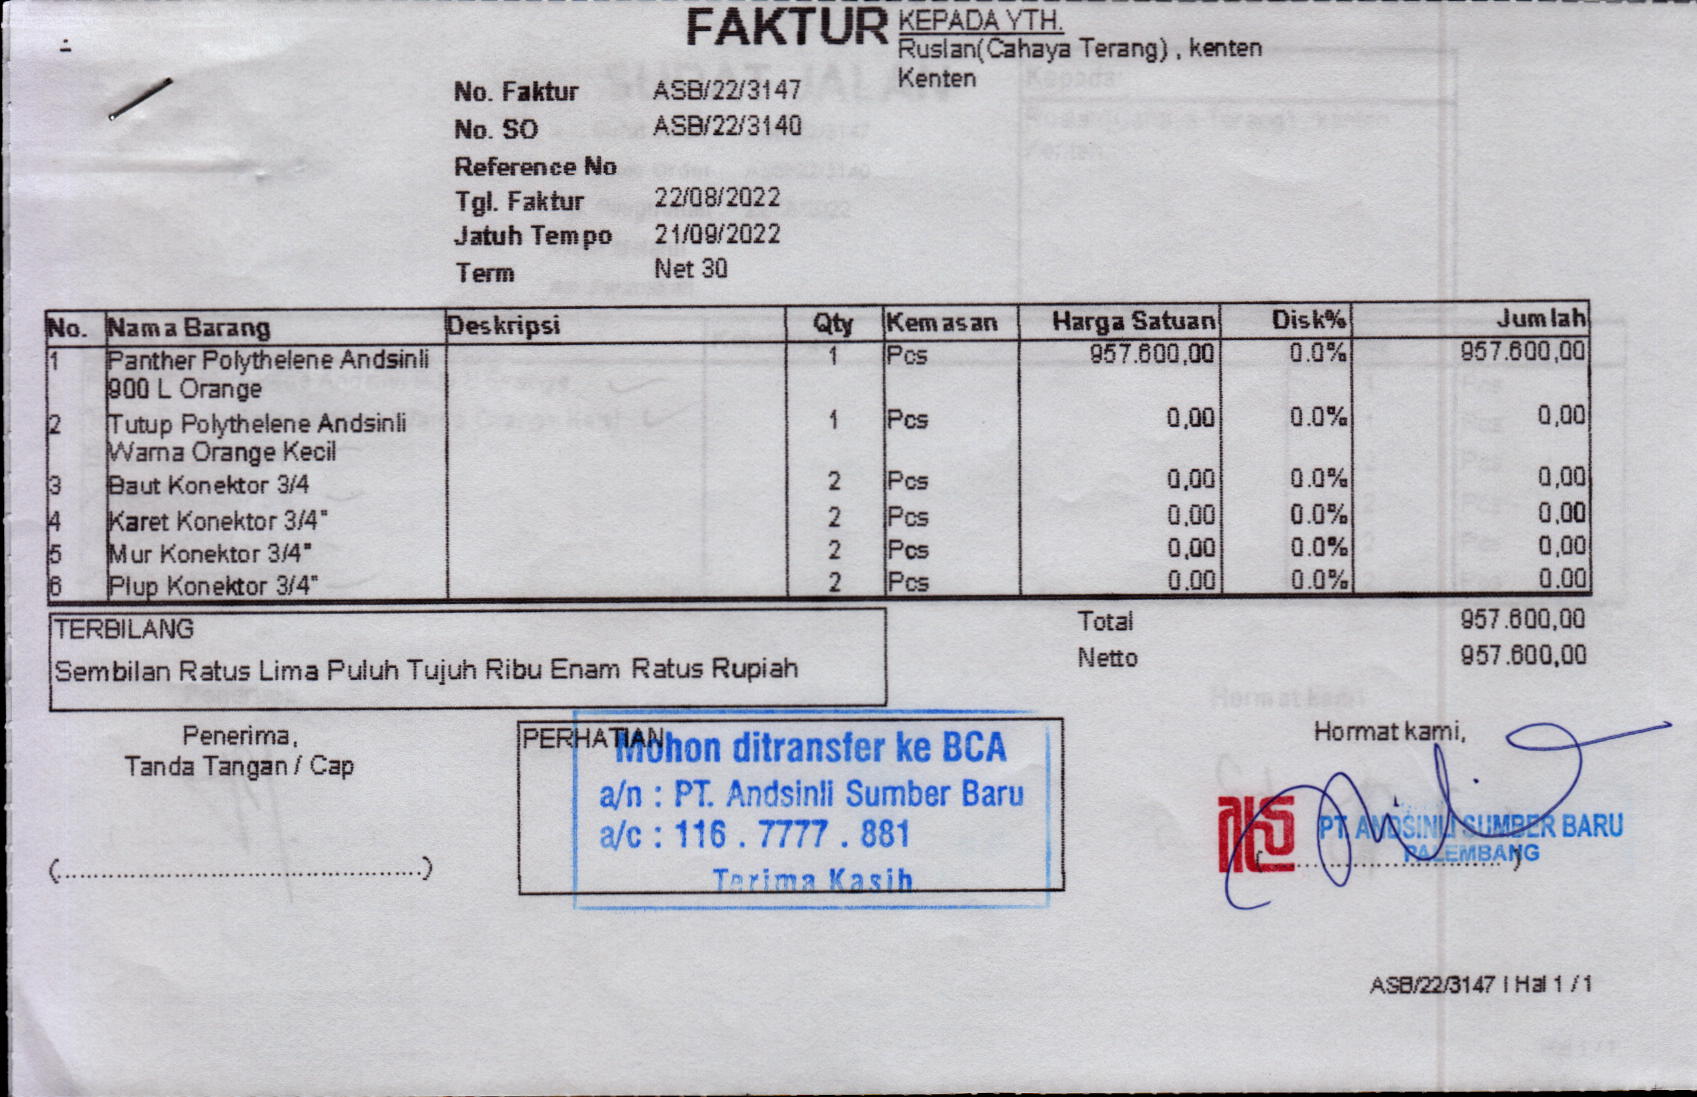 FAKTUR
KEPADA YTH.
Ruslan(Cahaya Terang) , kenten
Kenten
No. Faktur ASB/22/3147
No. SO ASB/22/3140
Reference No
Tgl. Faktur 22/08/2022
Jatuh Tempo 21/09/2022
Term Net 30
No. Nama Barang Deskripsi Qty Kemasan Harga Satuan Disk% Jumlah
1 Panther Polythelene Andsinli 1 Pcs 957.600,00 0.0% 957.600,00
900 L Orange
2 Tutup Polythelene Andsinli 1 Pcs 0,00 0.0% 0,00
Warna Orange Kecil
3 Baut Konektor 3/4 2 Pcs 0,00 0.0% 0,00
4 Karet Konektor 3/4" 2 Pcs 0,00 0.0% 0,00
5 Mur Konektor 3/4" 2 Pcs 0,00 0.0% 0,00
6 Plup Konektor 3/4" 2 Pcs 0.00 0.0% 0.00
TERBILANG
Sembilan Ratus Lima Puluh Tujuh Ribu Enam Ratus Rupiah
Total 957.600,00
Netto 957.600,00
Penerima,
Tanda Tangan / Cap
(..............................................)
PERHATIAN
Mohon ditransfer ke BCA
a/n : PT. Andsinli Sumber Baru
a/c : 116 . 7777 . 881
Terima Kasih
Hormat kami,
PT. ANDSINLI SUMBER BARU
PALEMBANG
ASB/22/3147 | Hal 1 / 1